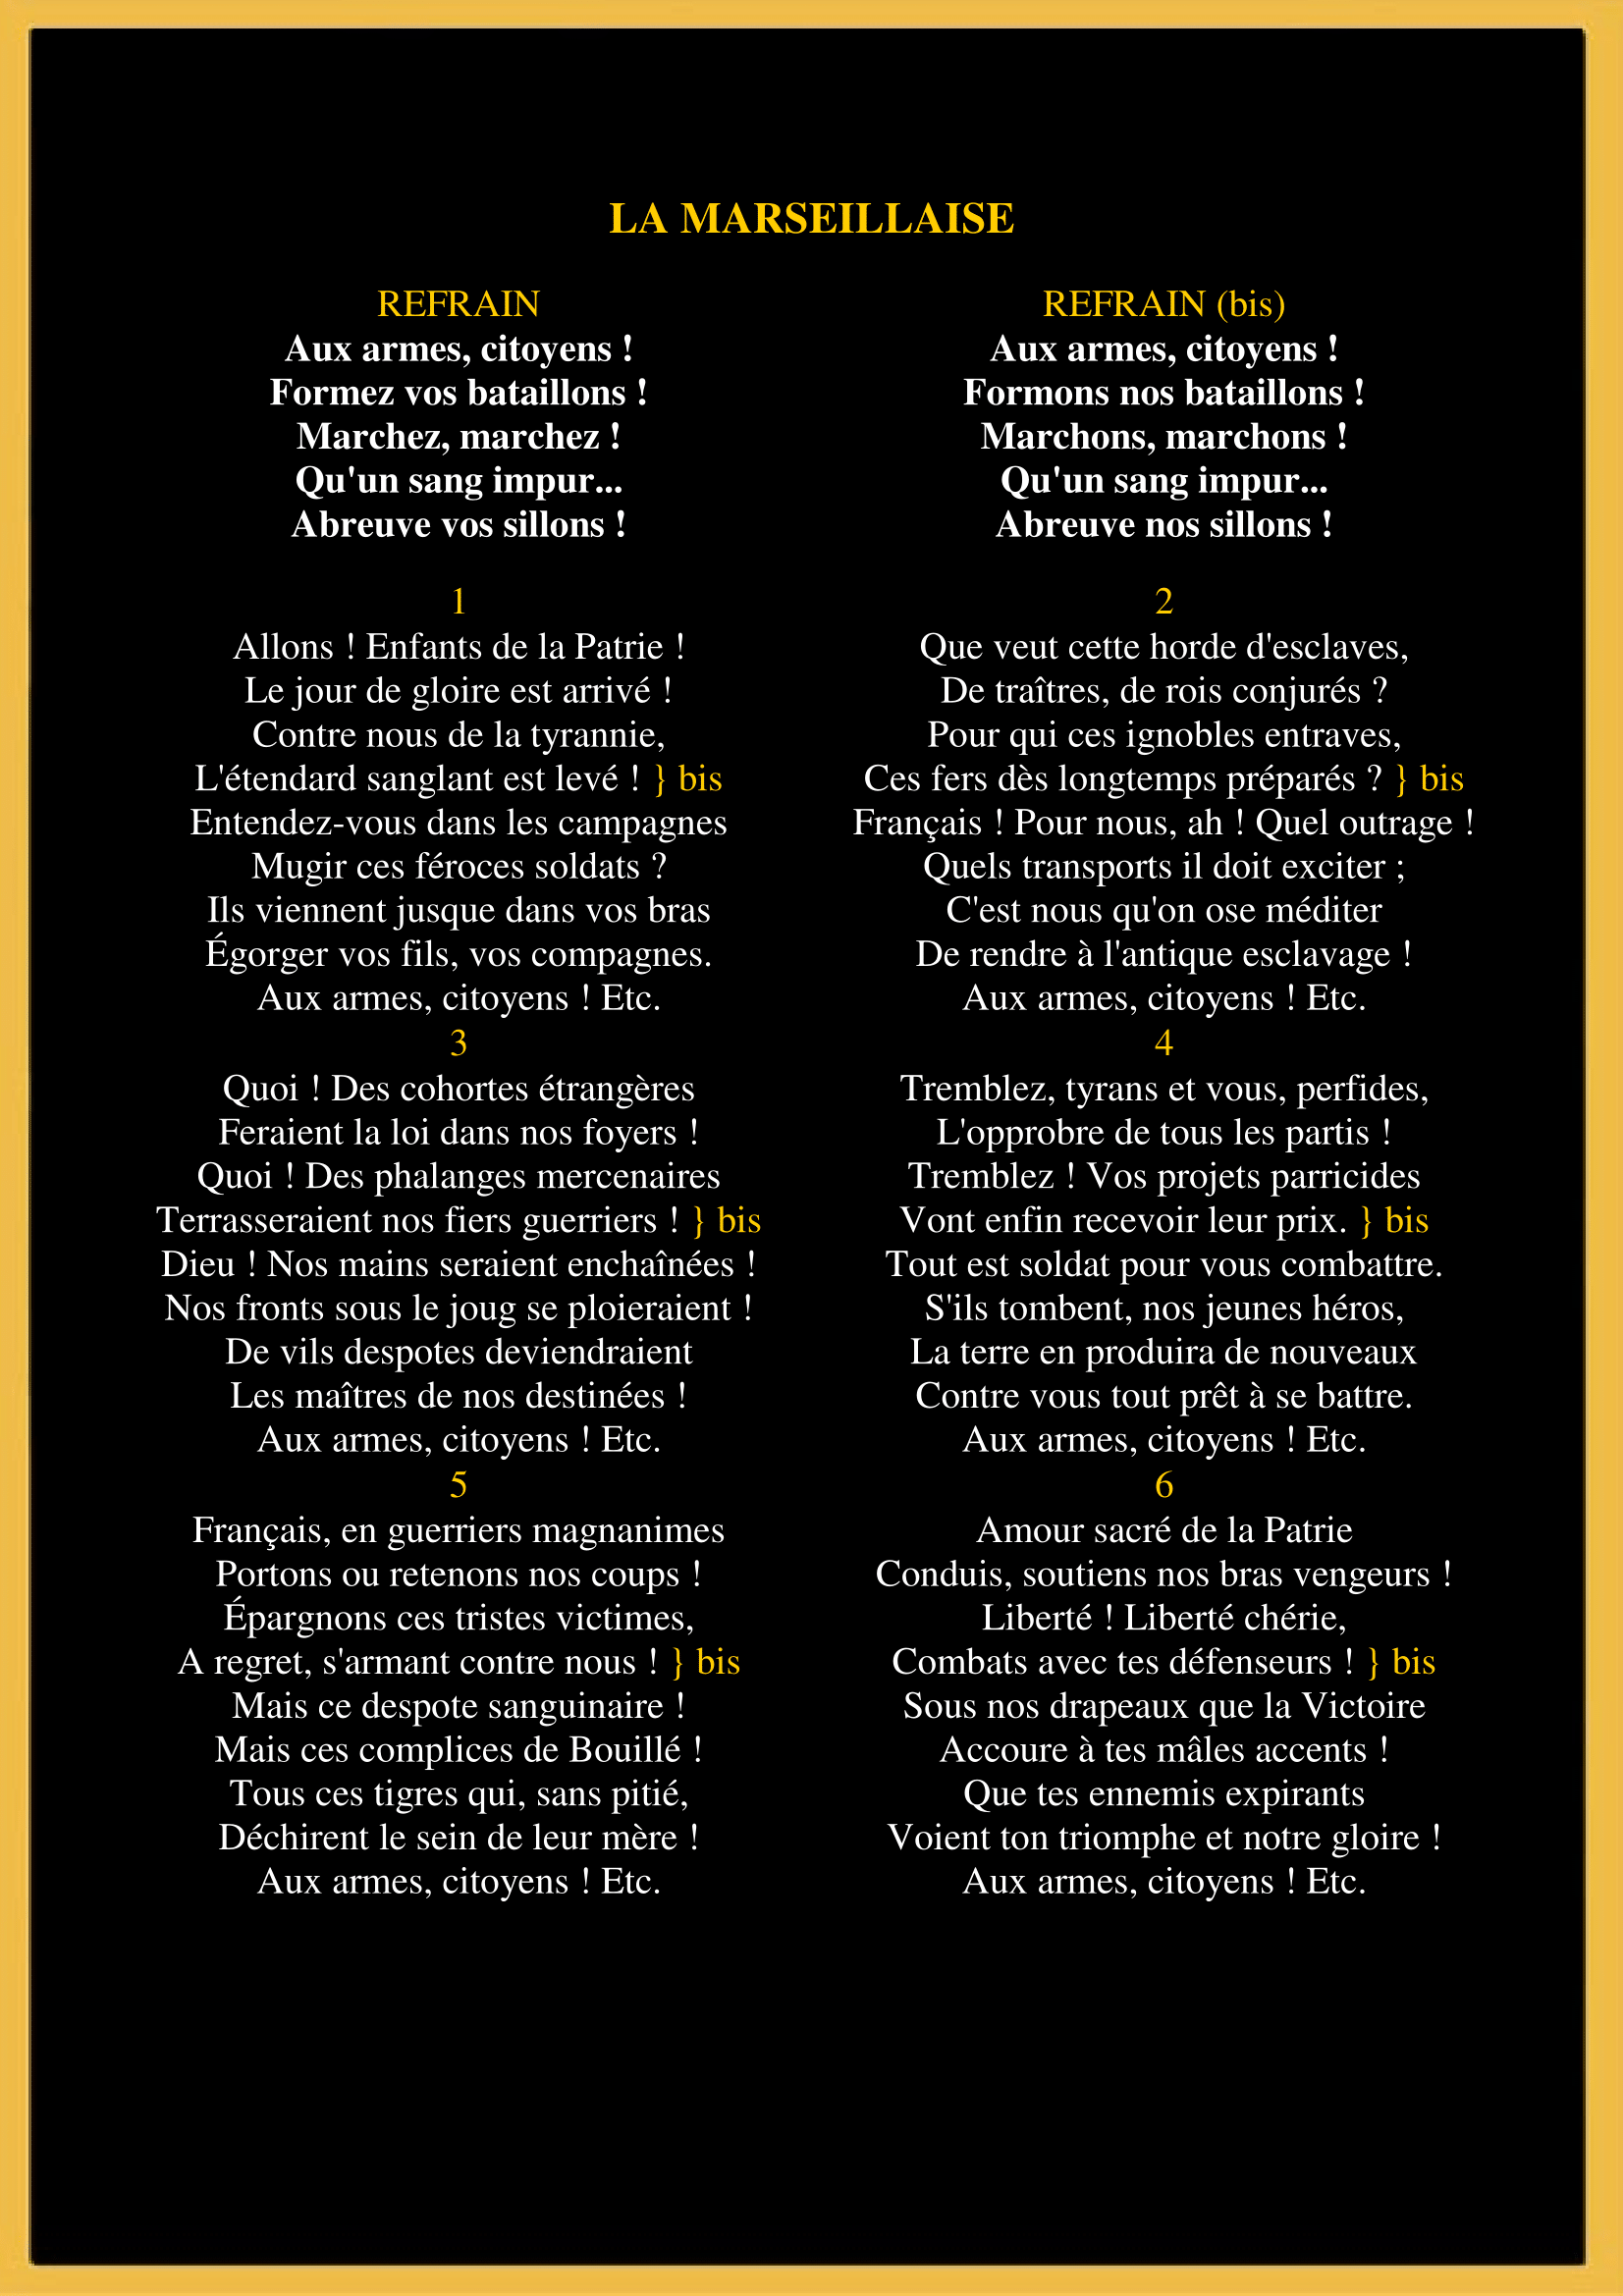 LA MARSEILLAISE
REFRAIN
Aux armes, citoyens !
Formez vos bataillons !
Marchez, marchez !
Qu'un sang impur...
Abreuve vos sillons !
REFRAIN (bis)
Aux armes, citoyens !
Formons nos bataillons !
Marchons, marchons !
Qu'un sang impur...
Abreuve nos sillons !
1
Allons ! Enfants de la Patrie !
Le jour de gloire est arrivé !
Contre nous de la tyrannie,
L'étendard sanglant est levé ! } bis
Entendez-vous dans les campagnes
Mugir ces féroces soldats ?
Ils viennent jusque dans vos bras
Égorger vos fils, vos compagnes.
Aux armes, citoyens ! Etc.
2
Que veut cette horde d'esclaves,
De traîtres, de rois conjurés ?
Pour qui ces ignobles entraves,
Ces fers dès longtemps préparés ? } bis
Français ! Pour nous, ah ! Quel outrage !
Quels transports il doit exciter ;
C'est nous qu'on ose méditer
De rendre à l'antique esclavage !
Aux armes, citoyens ! Etc.
3
Quoi ! Des cohortes étrangères
Feraient la loi dans nos foyers !
Quoi ! Des phalanges mercenaires
Terrasseraient nos fiers guerriers ! } bis
Dieu ! Nos mains seraient enchaînées !
Nos fronts sous le joug se ploieraient !
De vils despotes deviendraient
Les maîtres de nos destinées !
Aux armes, citoyens ! Etc.
4
Tremblez, tyrans et vous, perfides,
L'opprobre de tous les partis !
Tremblez ! Vos projets parricides
Vont enfin recevoir leur prix. } bis
Tout est soldat pour vous combattre.
S'ils tombent, nos jeunes héros,
La terre en produira de nouveaux
Contre vous tout prêt à se battre.
Aux armes, citoyens ! Etc.
5
Français, en guerriers magnanimes
Portons ou retenons nos coups !
Épargnons ces tristes victimes,
A regret, s'armant contre nous ! } bis
Mais ce despote sanguinaire !
Mais ces complices de Bouillé !
Tous ces tigres qui, sans pitié,
Déchirent le sein de leur mère !
Aux armes, citoyens ! Etc.
6
Amour sacré de la Patrie
Conduis, soutiens nos bras vengeurs !
Liberté ! Liberté chérie,
Combats avec tes défenseurs ! } bis
Sous nos drapeaux que la Victoire
Accoure à tes mâles accents !
Que tes ennemis expirants
Voient ton triomphe et notre gloire !
Aux armes, citoyens ! Etc.